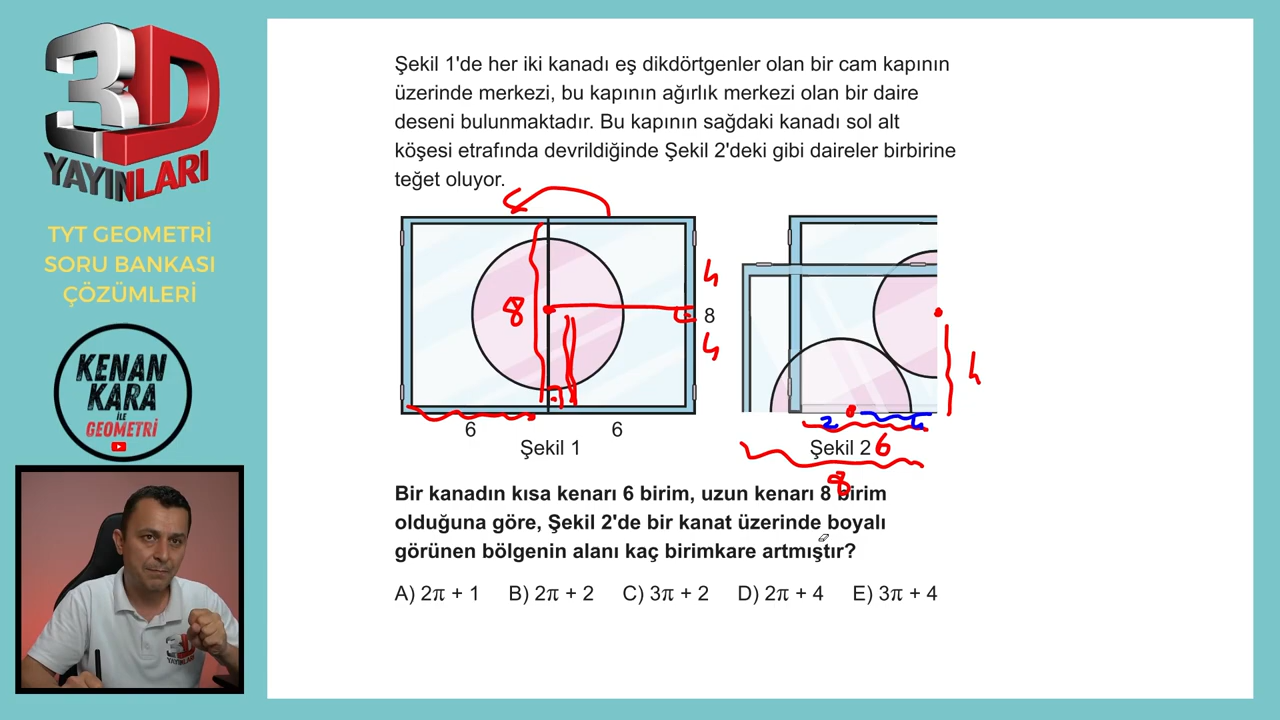 3D
YAYINLARI
TYT GEOMETRİ
SORU BANKASI
ÇÖZÜMLERİ
KENAN
KARA
İLE
GEOMETRİ
Şekil 1'de her iki kanadı eş dikdörtgenler olan bir cam kapının
üzerinde merkezi, bu kapının ağırlık merkezi olan bir daire
deseni bulunmaktadır. Bu kapının sağdaki kanadı sol alt
köşesi etrafında devrildiğinde Şekil 2'deki gibi daireler birbirine
teğet oluyor.
8
4
8
4
6
6
Şekil 1
4
2
4
6
Şekil 2
8
Bir kanadın kısa kenarı 6 birim, uzun kenarı 8 birim
olduğuna göre, Şekil 2'de bir kanat üzerinde boyalı
görünen bölgenin alanı kaç birimkare artmıştır?
A) 2π + 1 B) 2π + 2 C) 3π + 2 D) 2π + 4 E) 3π + 4
3D
YAYINLARI